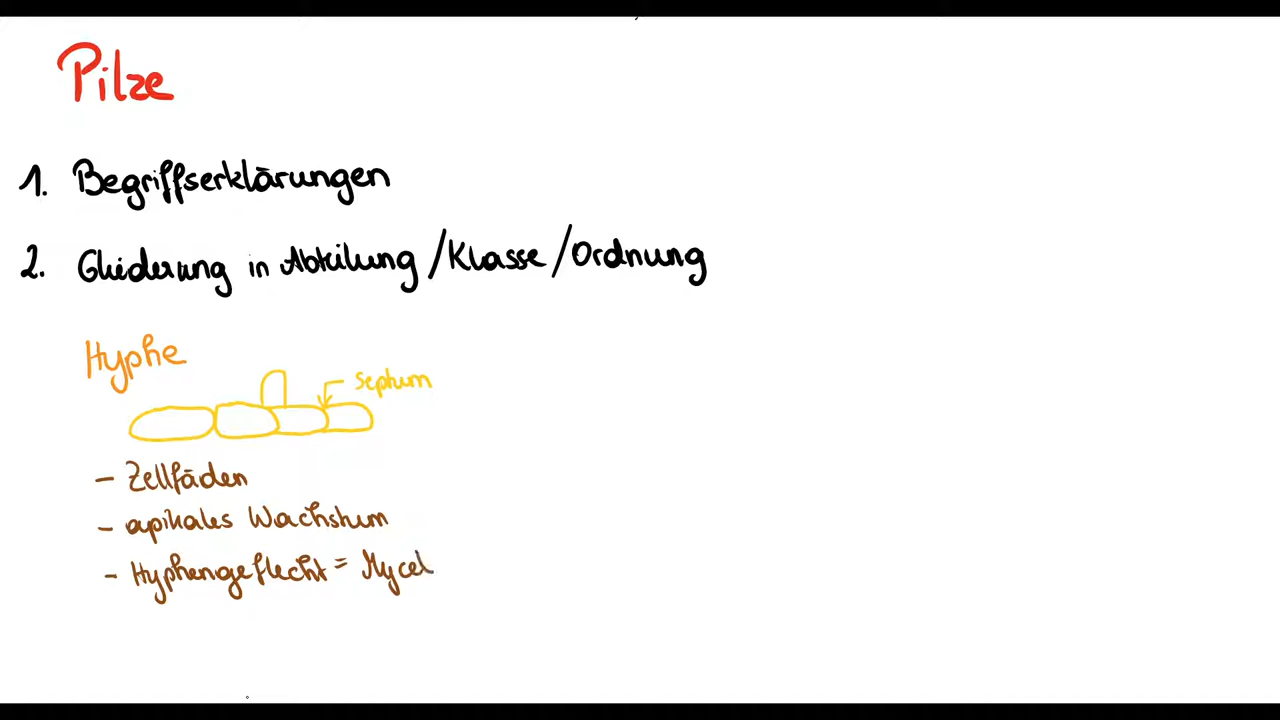 Pilze
1. Begriffserklärungen
2. Gliederung in Abteilung / Klasse / Ordnung
Hyphe
Septum
- Zellfäden
- apikales Wachstum
- Hyphengeflecht = Mycel